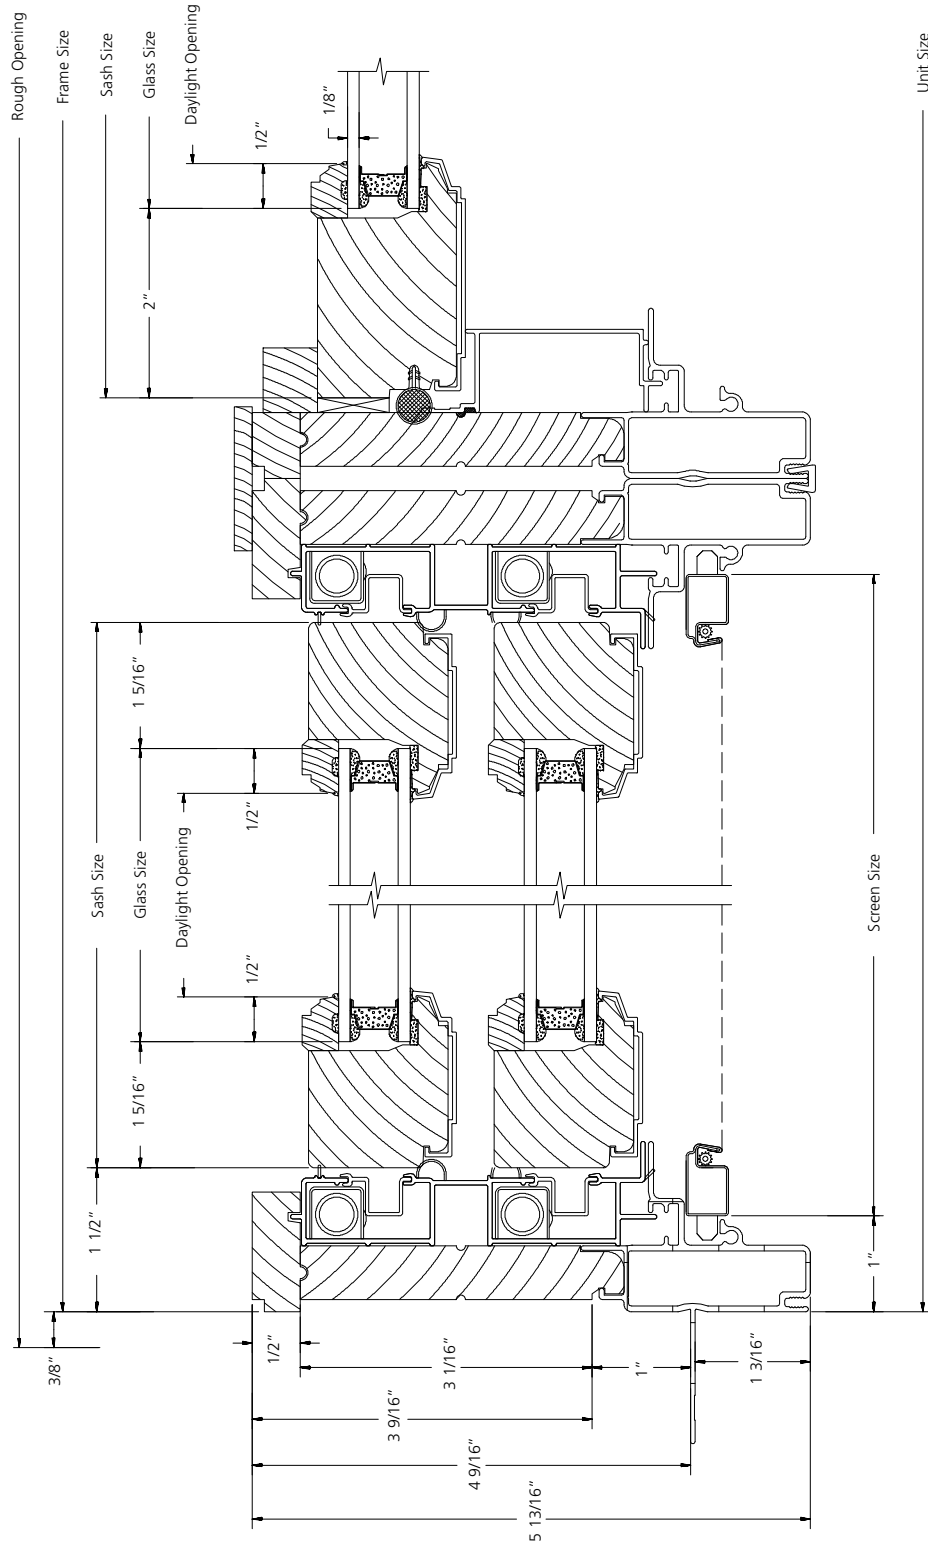 Rough Opening
Frame Size
Sash Size
Glass Size
Daylight Opening
1/2”
1/8”
2”
Unit Size
Sash Size
1 5/16”
Glass Size
Daylight Opening
1/2”
1/2”
1 5/16”
Screen Size
1 1/2”
3/8”
1/2”
3 1/16”
1”
1 3/16”
1”
3 9/16”
4 9/16”
5 13/16”